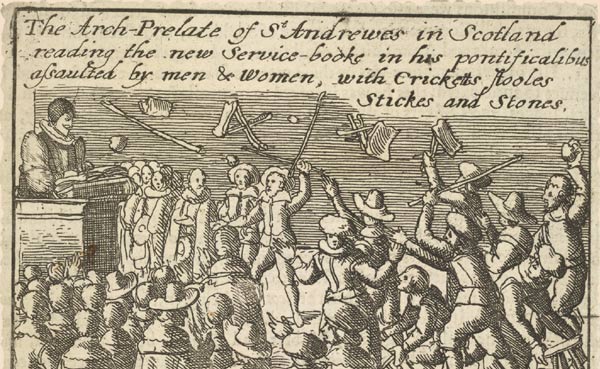 The Arch-Prelate of St Andrewes in Scotland
reading the new Service-booke in his pontificalibus
assaulted by men & Women, with Cricketts stooles
Stickes and Stones.